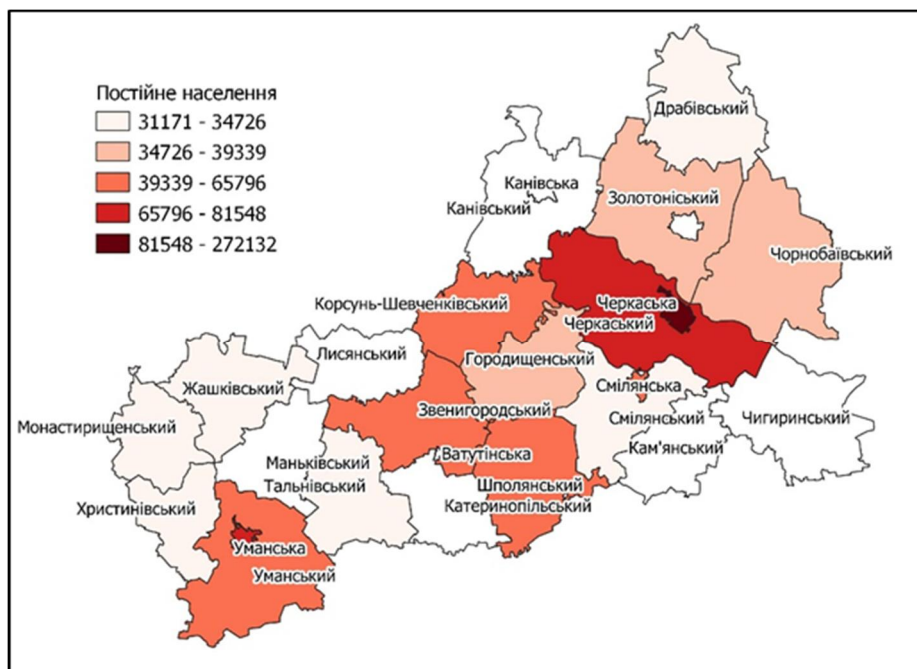 Постійне населення
31171 - 34726
34726 - 39339
39339 - 65796
65796 - 81548
81548 - 272132
Драбівський
Канівська
Канівський
Золотоніський
Чорнобаївський
Корсунь-Шевченківський
Черкаська
Черкаський
Лисянський
Городищенський
Жашківський
Смілянська
Звенигородський
Смілянський
Чигиринський
Монастирищенський
Кам'янський
Ватутінська
Маньківський
Тальнівський
Шполянський
Христинівський
Катеринопільський
Уманська
Уманський